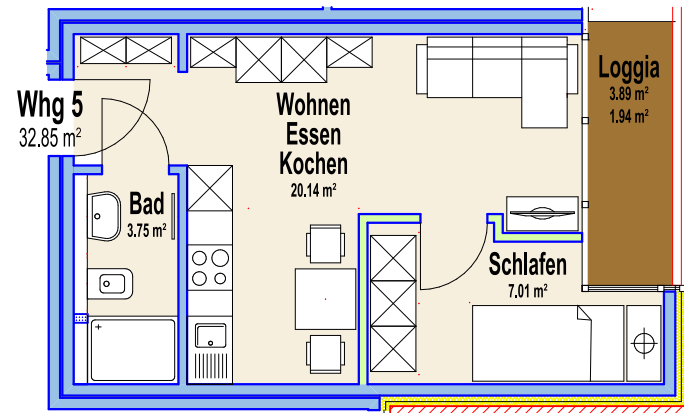 Whg 5
32.85 m²
Wohnen
Essen
Kochen
20.14 m²
Loggia
3.89 m²
1.94 m²
Bad
3.75 m²
Schlafen
7.01 m²